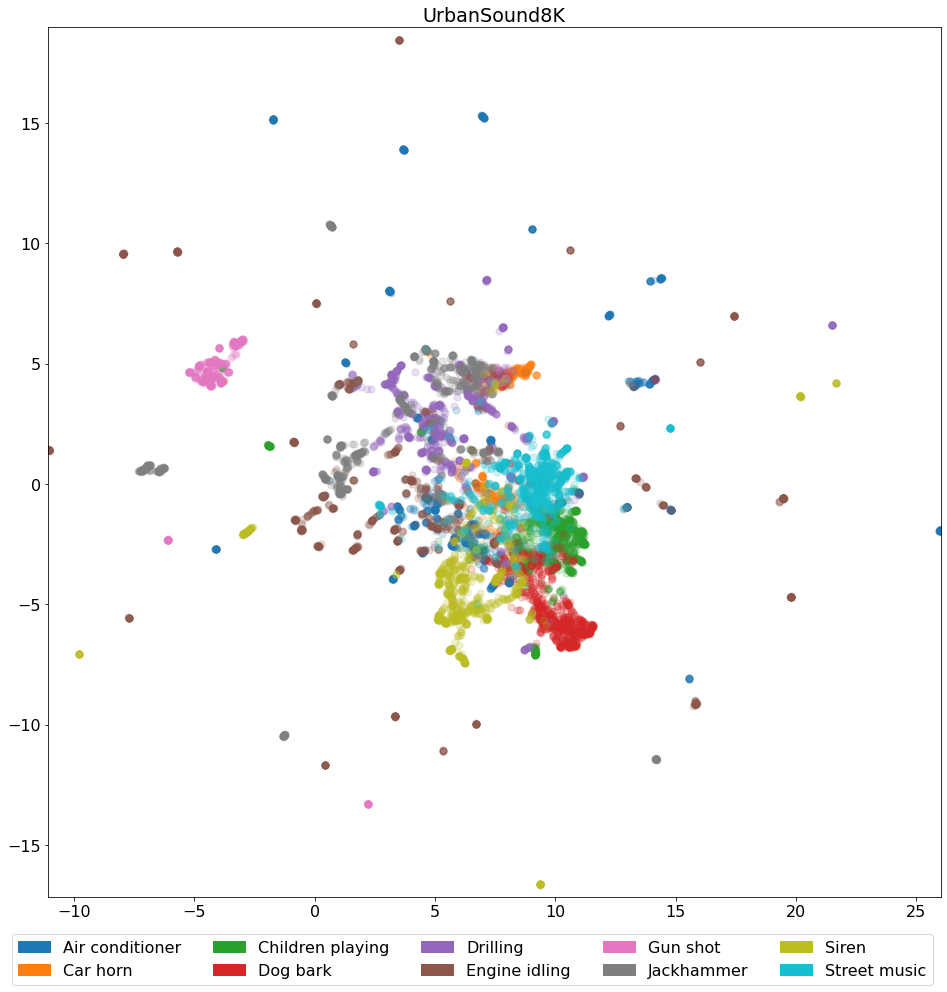 UrbanSound8K
15
10
5
0
−5
−10
−15
−10 −5 0 5 10 15 20 25
Air conditioner Children playing Drilling Gun shot Siren
Car horn Dog bark Engine idling Jackhammer Street music